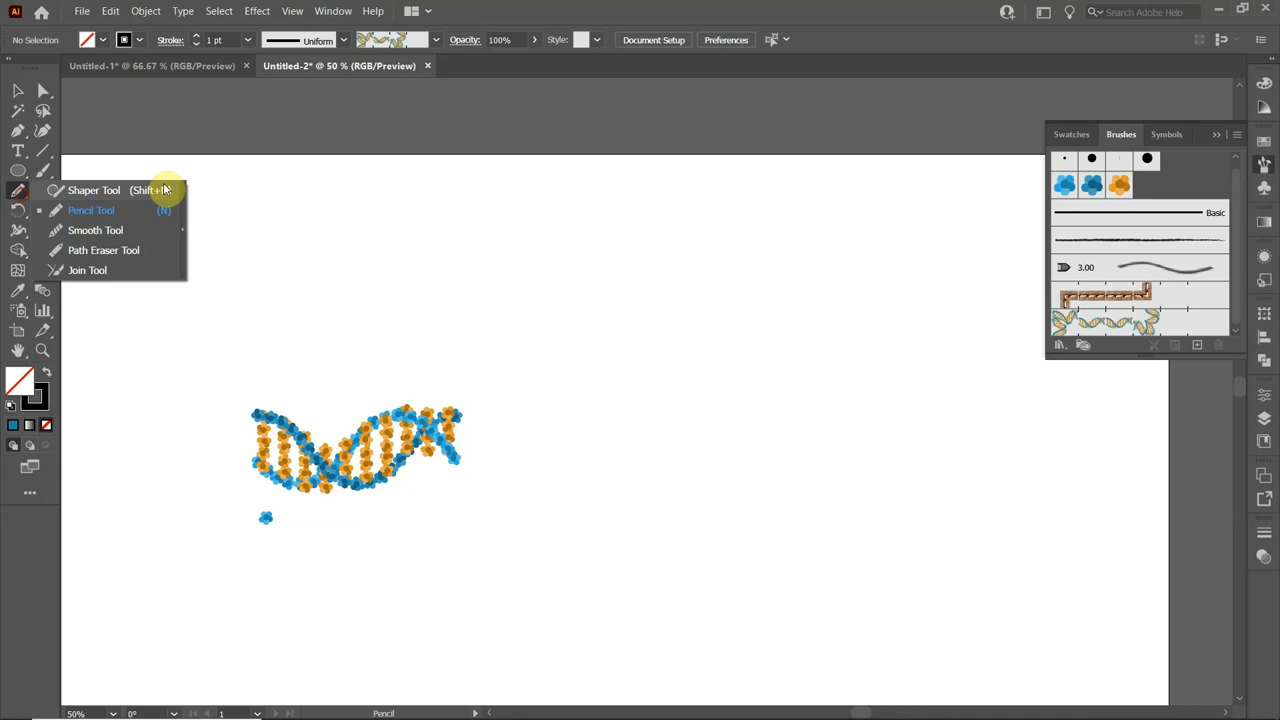 Ai File Edit Object Type Select Effect View Window Help Search Adobe Help
No Selection Stroke: 1 pt Uniform Opacity: 100% Style: Document Setup Preferences
Untitled-1* @ 66.67 % (RGB/Preview) Untitled-2* @ 50 % (RGB/Preview)
Swatches Brushes Symbols
Shaper Tool (Shift+
Pencil Tool (N)
Smooth Tool
Path Eraser Tool
Join Tool
Basic
3.00
50% 0° 1 Pencil